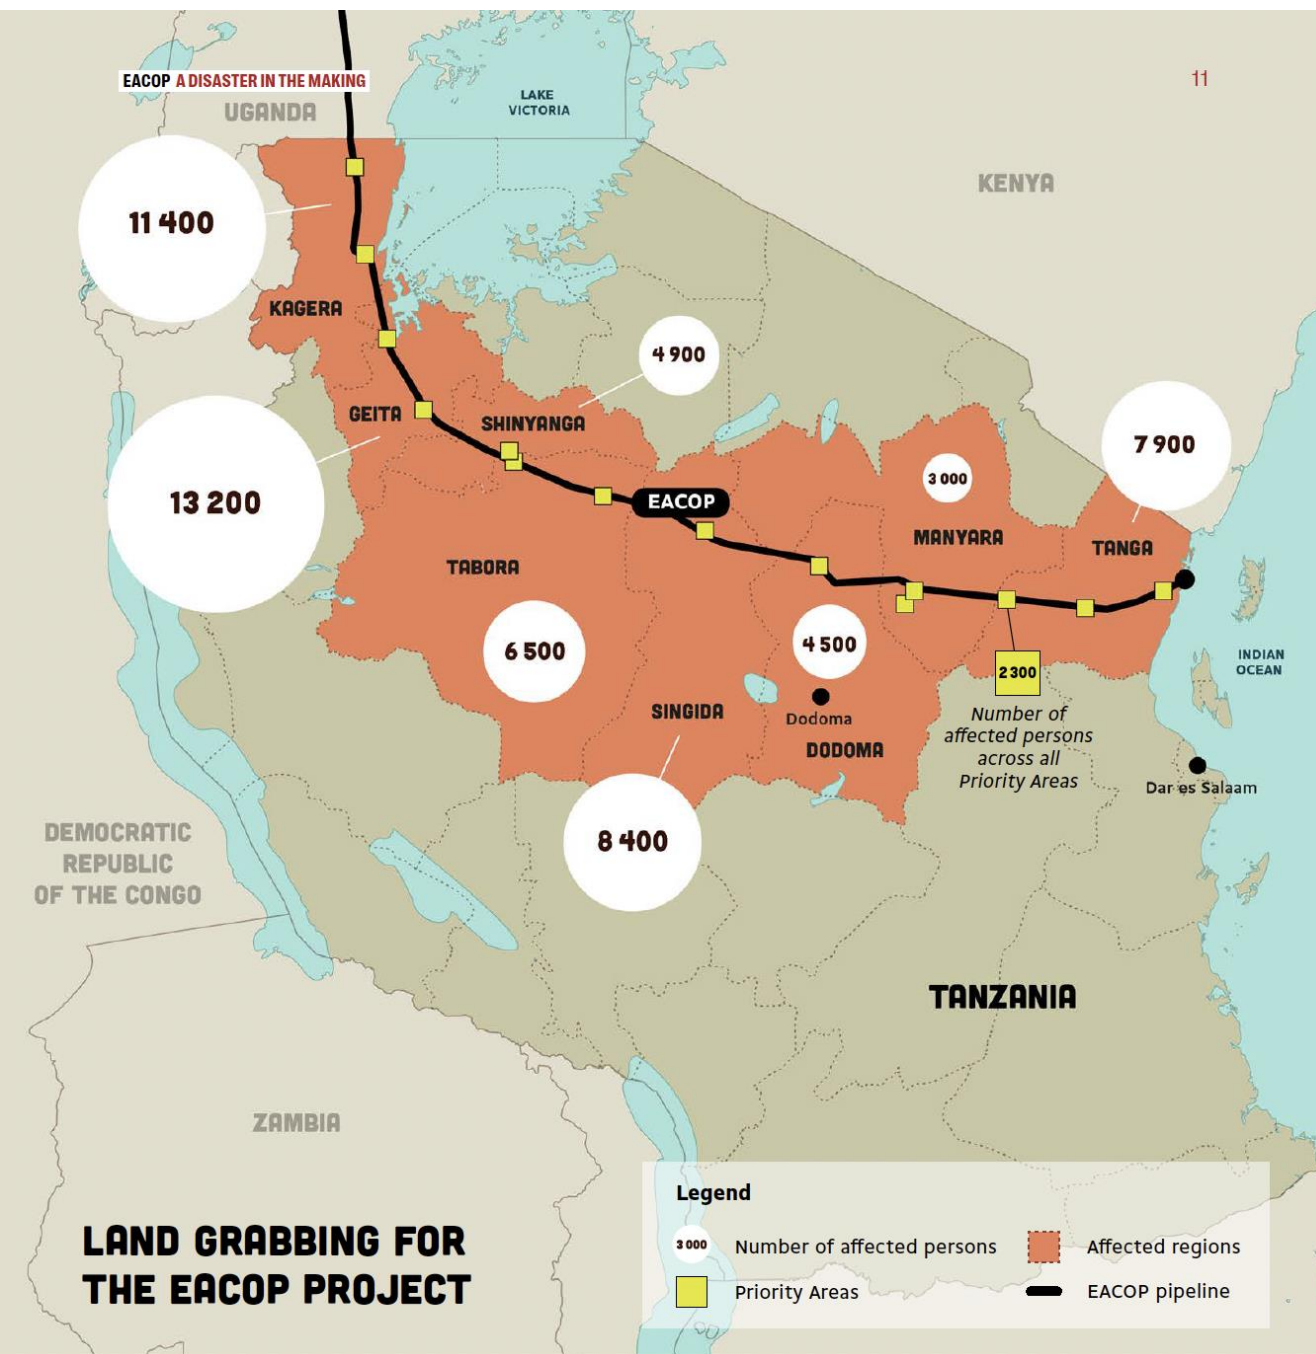 EACOP A DISASTER IN THE MAKING
11
UGANDA
LAKE
VICTORIA
KENYA
11 400
KAGERA
4 900
GEITA
SHINYANGA
7 900
13 200
3 000
EACOP
MANYARA
TANGA
TABORA
6 500
4 500
2 300
INDIAN
OCEAN
SINGIDA
Dodoma
DODOMA
Number of
affected persons
across all
Priority Areas
Dar es Salaam
8 400
DEMOCRATIC
REPUBLIC
OF THE CONGO
TANZANIA
ZAMBIA
LAND GRABBING FOR
THE EACOP PROJECT
Legend
3 000
Number of affected persons
Affected regions
Priority Areas
EACOP pipeline